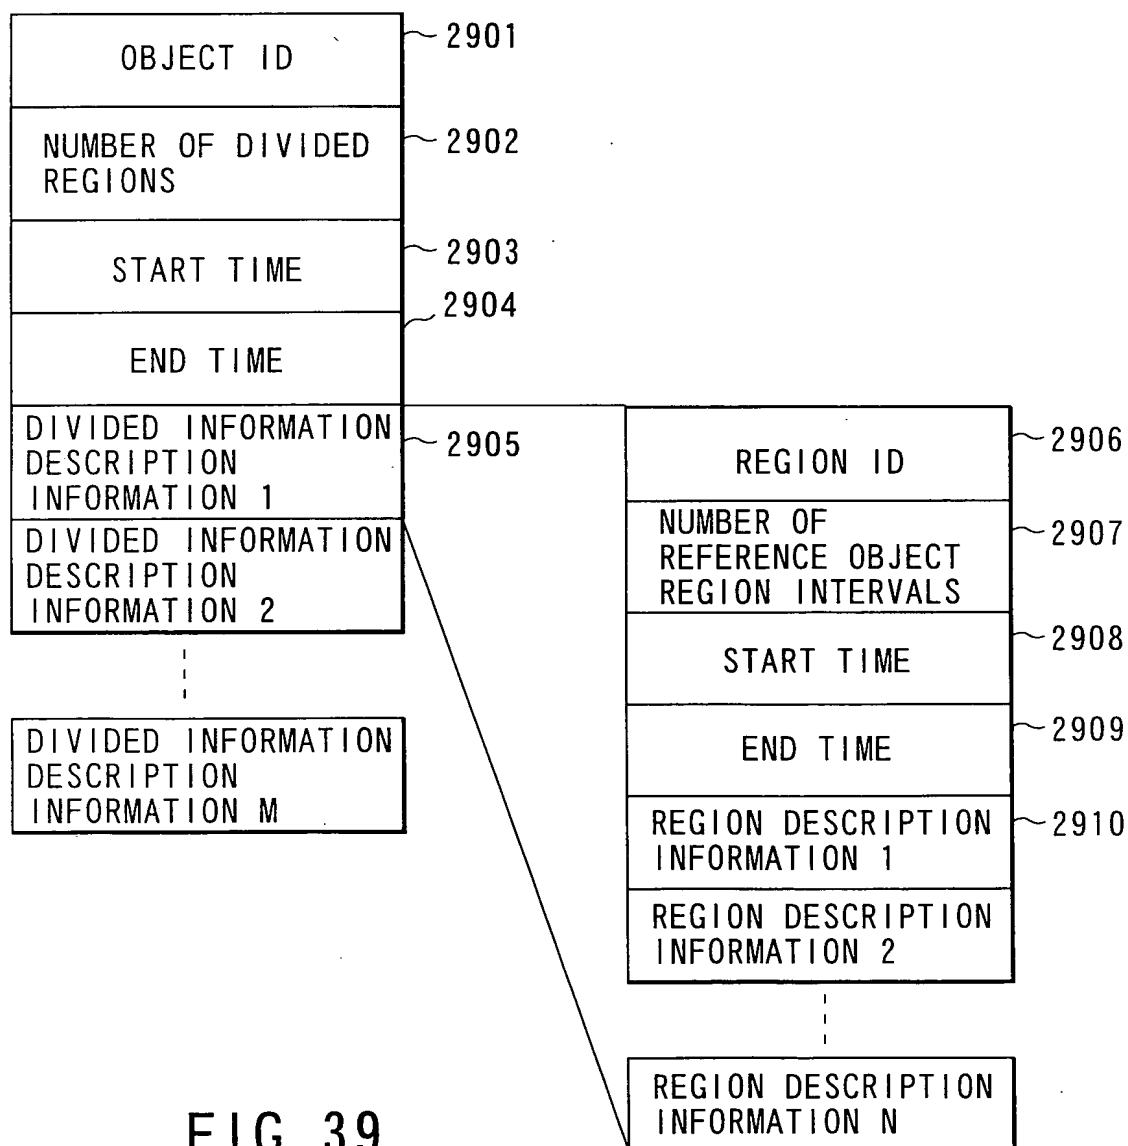 OBJECT ID
2901
NUMBER OF DIVIDED
REGIONS
2902
START TIME
2903
END TIME
2904
DIVIDED INFORMATION
DESCRIPTION
INFORMATION 1
2905
DIVIDED INFORMATION
DESCRIPTION
INFORMATION 2
DIVIDED INFORMATION
DESCRIPTION
INFORMATION M
REGION ID
2906
NUMBER OF
REFERENCE OBJECT
REGION INTERVALS
2907
START TIME
2908
END TIME
2909
REGION DESCRIPTION
INFORMATION 1
2910
REGION DESCRIPTION
INFORMATION 2
REGION DESCRIPTION
INFORMATION N
FIG. 39